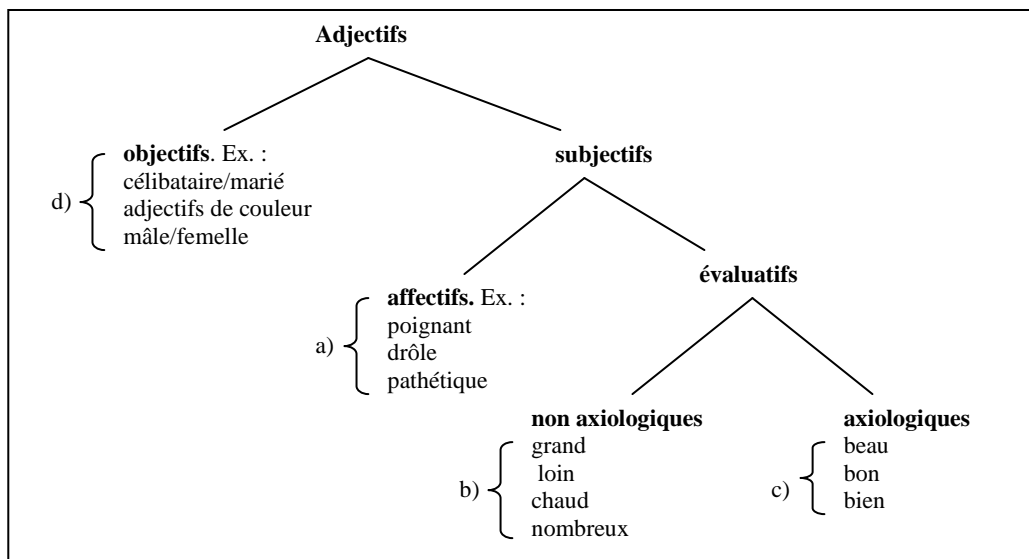 Adjectifs
objectifs. Ex. :
célibataire/marié
d)
adjectifs de couleur
mâle/femelle
subjectifs
affectifs. Ex. :
poignant
a)
drôle
pathétique
évaluatifs
non axiologiques
grand
loin
b)
chaud
nombreux
axiologiques
beau
c)
bon
bien